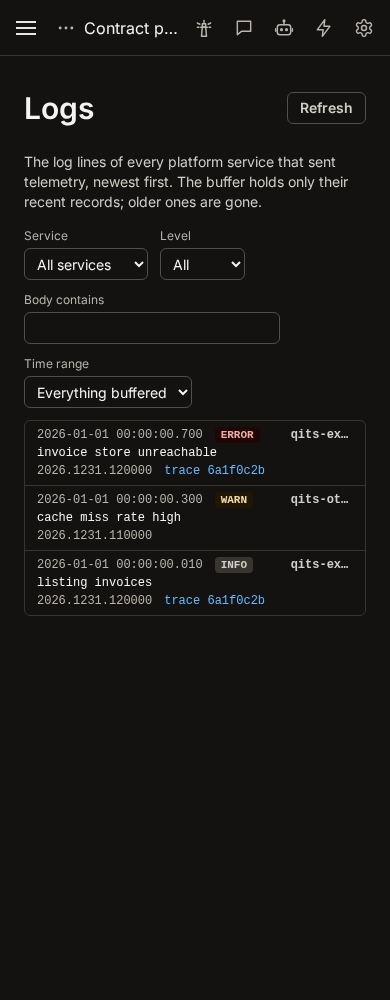 Contract p...
Logs
Refresh
The log lines of every platform service that sent
telemetry, newest first. The buffer holds only their
recent records; older ones are gone.
Service
Level
All services
All
Body contains
Time range
Everything buffered
2026-01-01 00:00:00.700 ERROR qits-ex…
invoice store unreachable
2026.1231.120000 trace 6a1f0c2b
2026-01-01 00:00:00.300 WARN qits-ot…
cache miss rate high
2026.1231.110000
2026-01-01 00:00:00.010 INFO qits-ex…
listing invoices
2026.1231.120000 trace 6a1f0c2b